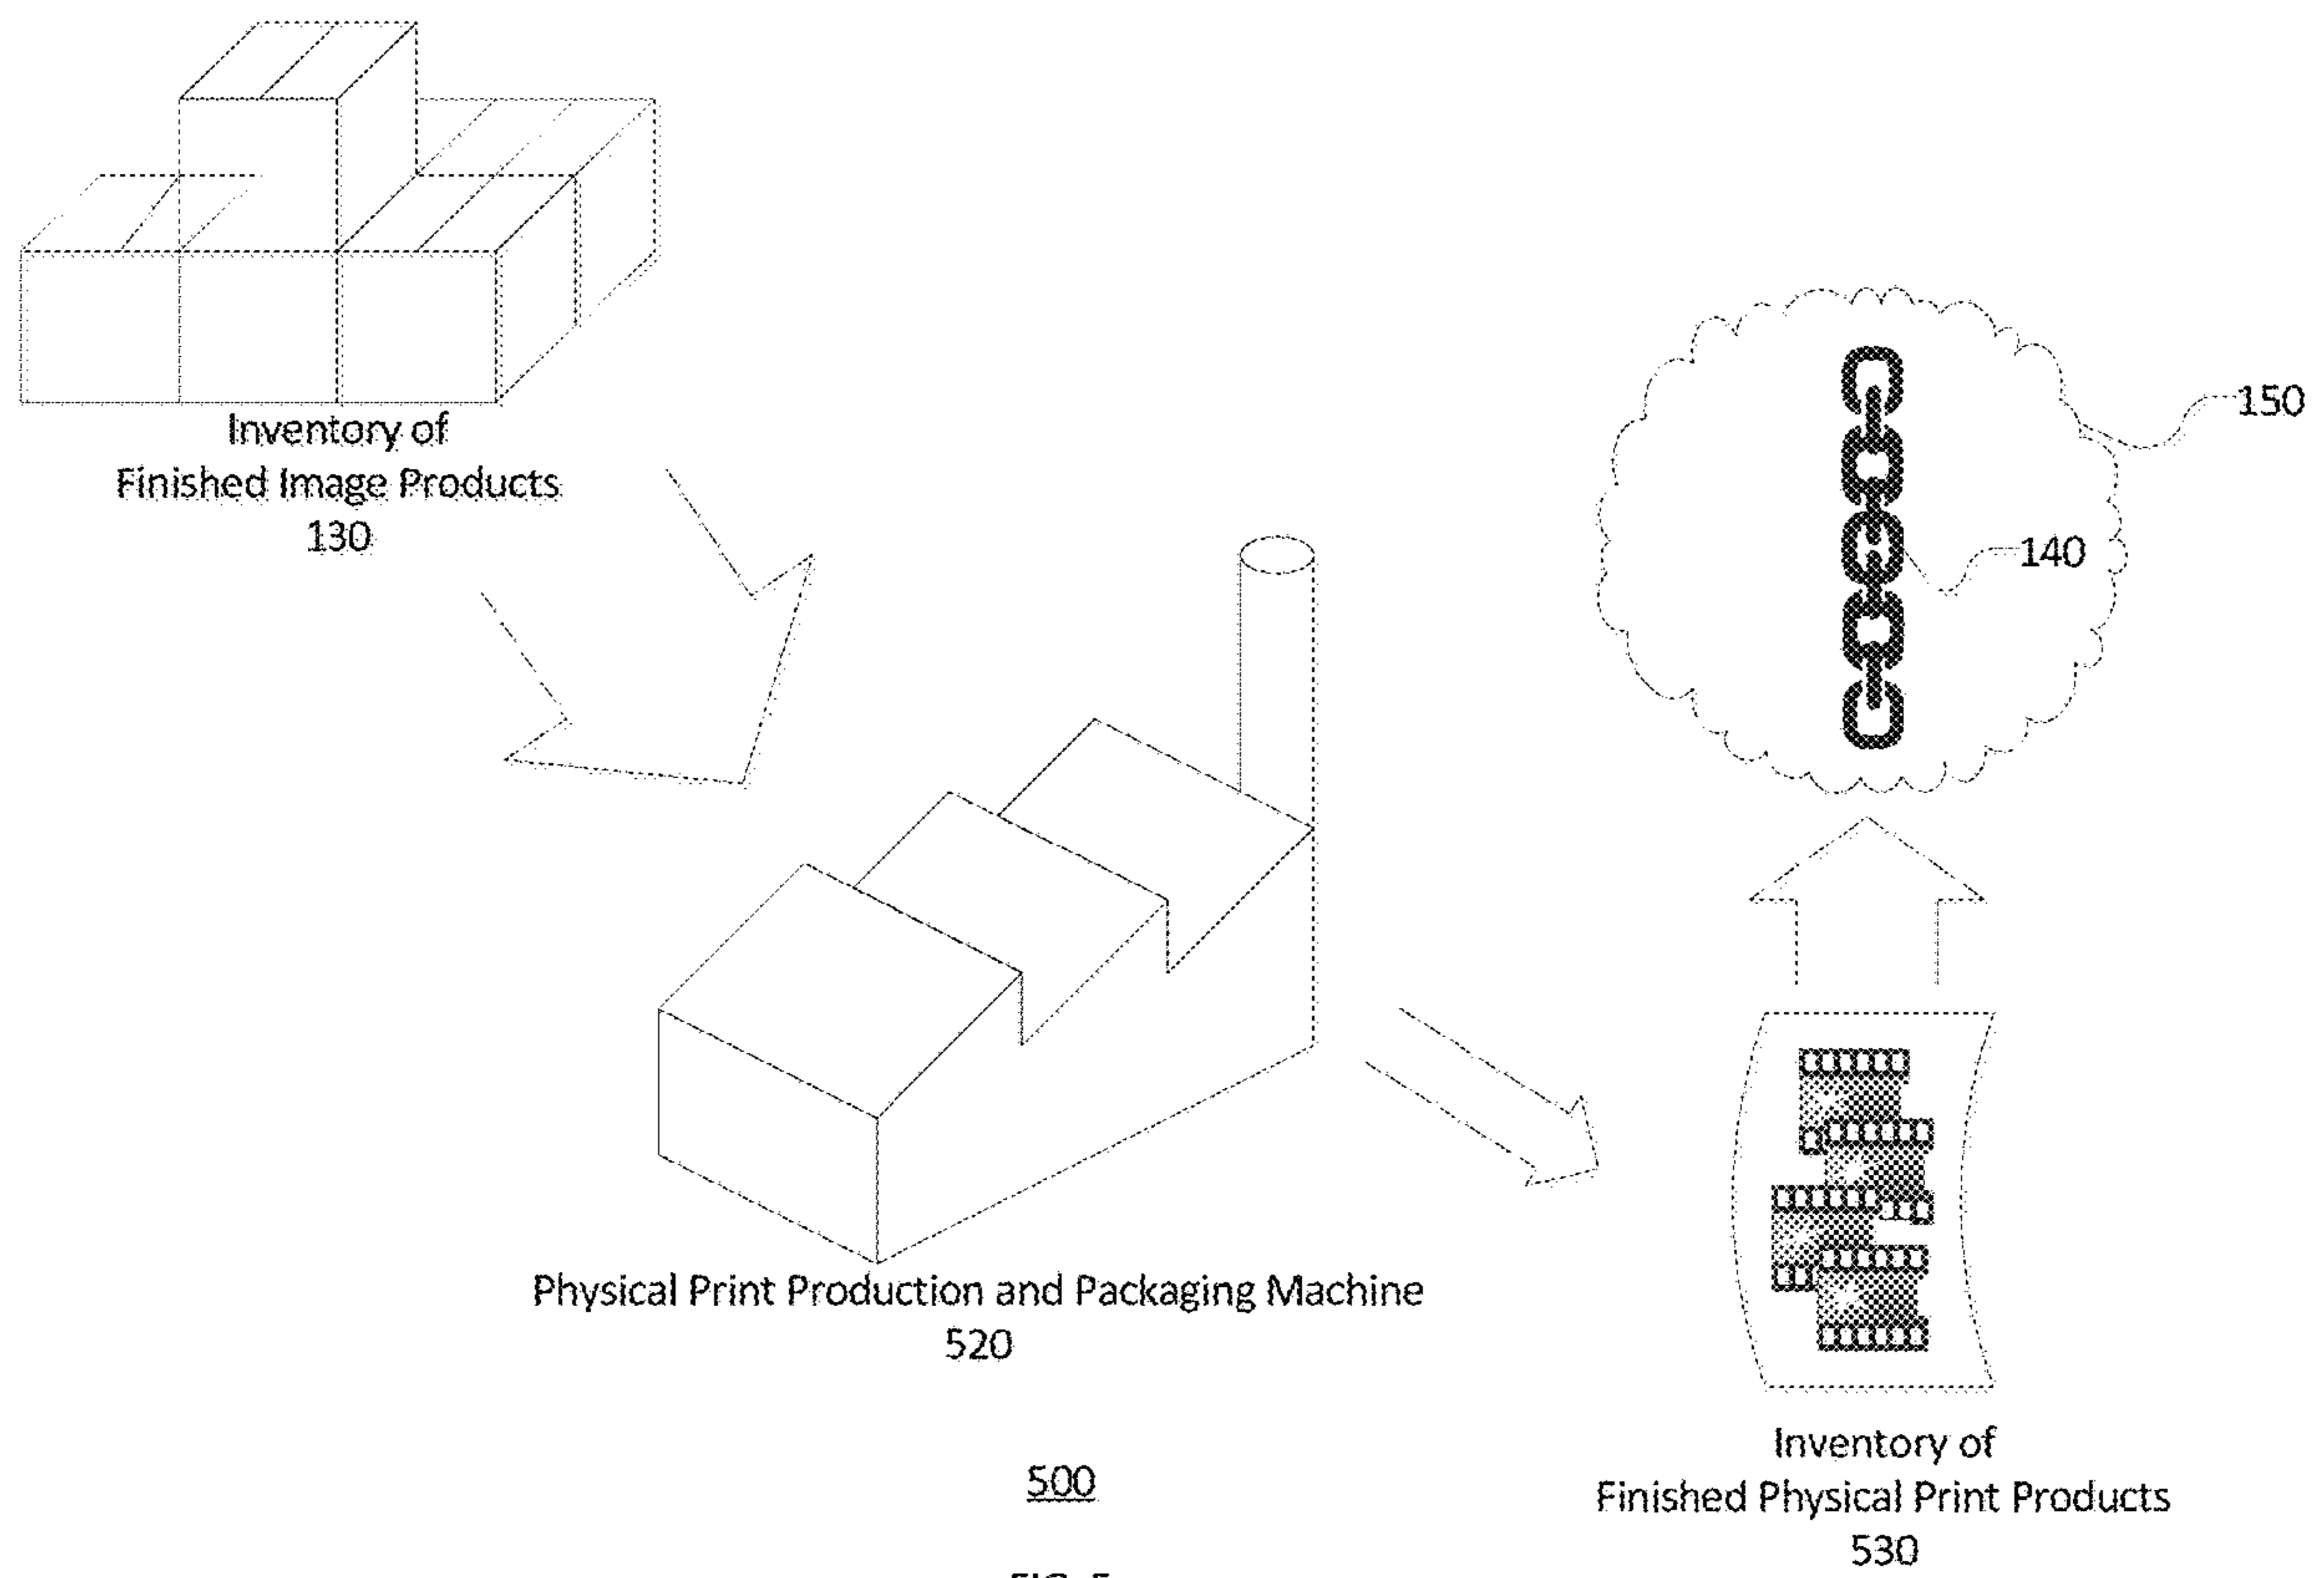 Inventory of
Finished Image Products
130
150
140
Physical Print Production and Packaging Machine
520
500
Inventory of
Finished Physical Print Products
530